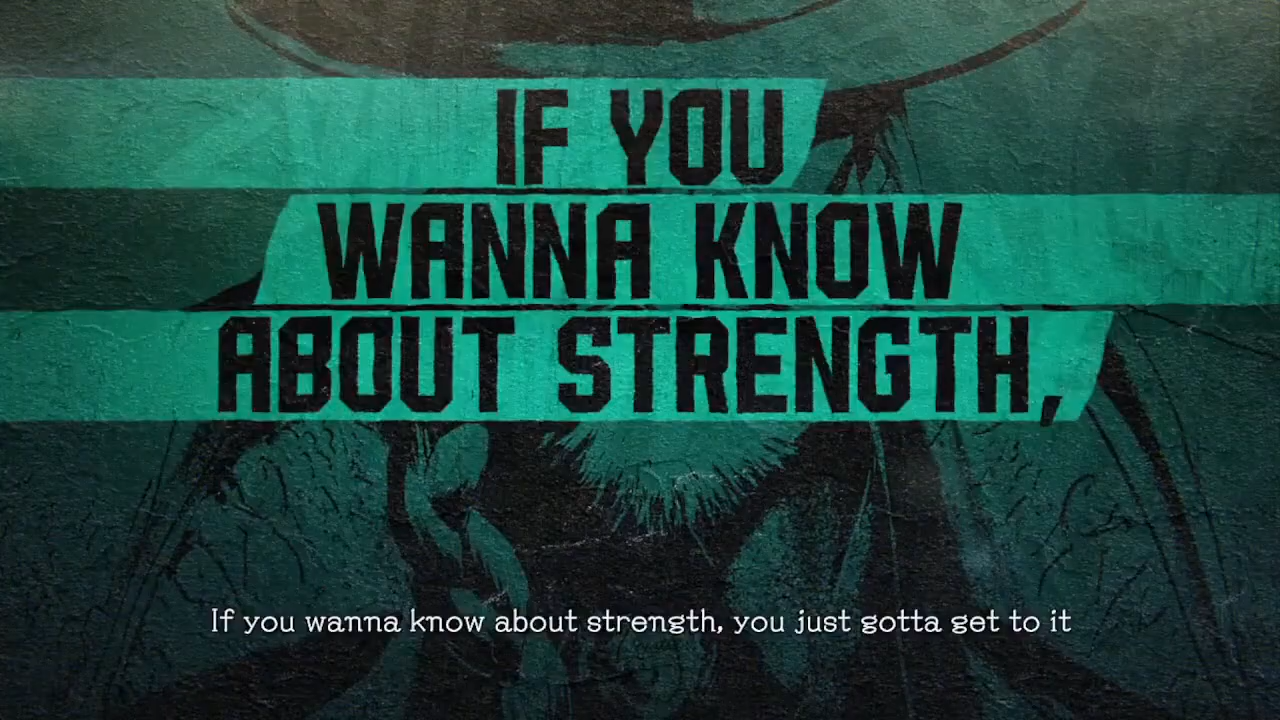 IF YOU
WANNA KNOW
ABOUT STRENGTH,
If you wanna know about strength, you just gotta get to it